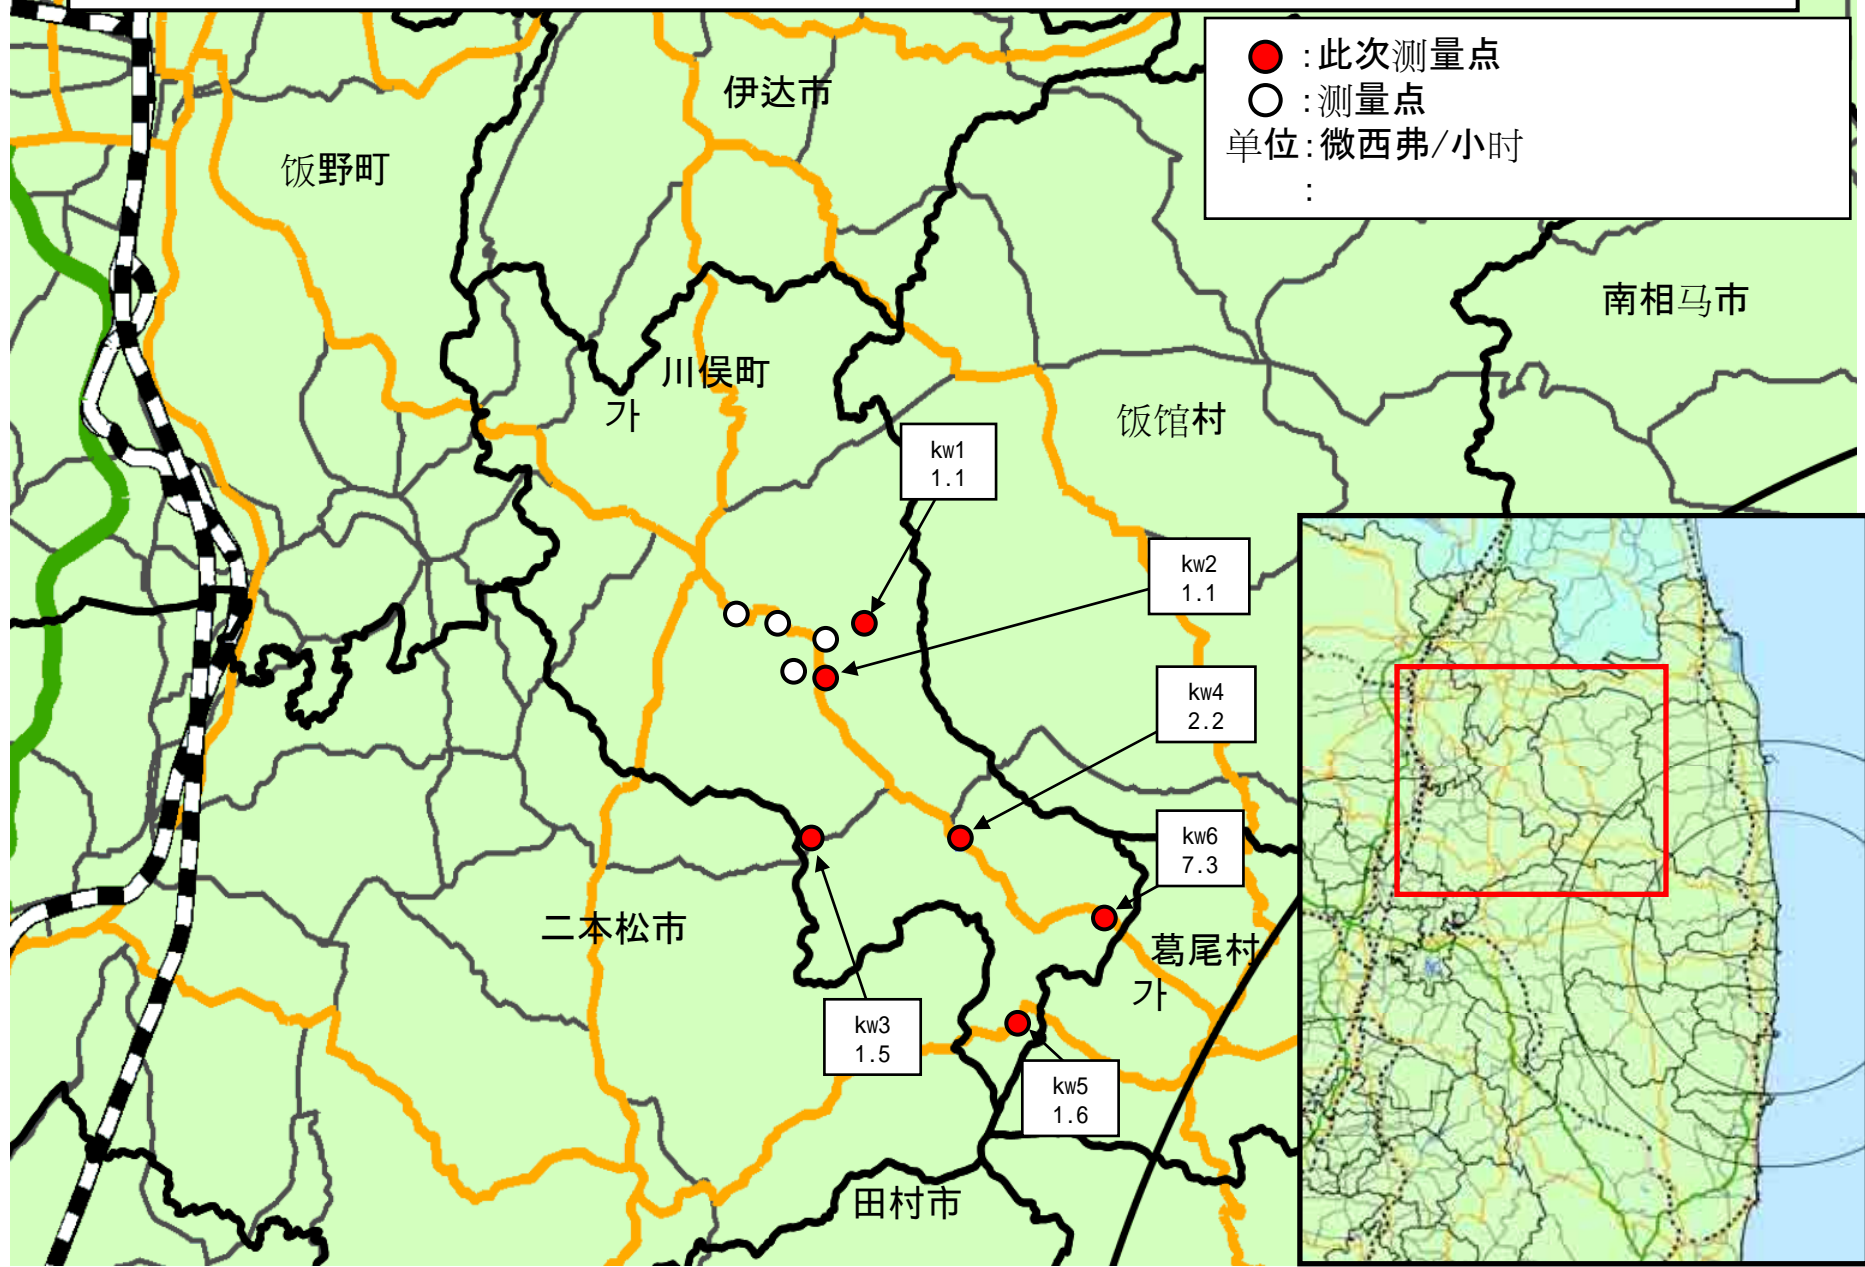 :此次测量点
:测量点
单位:微西弗/小时
:
伊达市
饭野町
南相马市
川俣町
가
饭馆村
kw1
1.1
kw2
1.1
kw4
2.2
kw6
7.3
二本松市
葛尾村
가
kw3
1.5
kw5
1.6
田村市